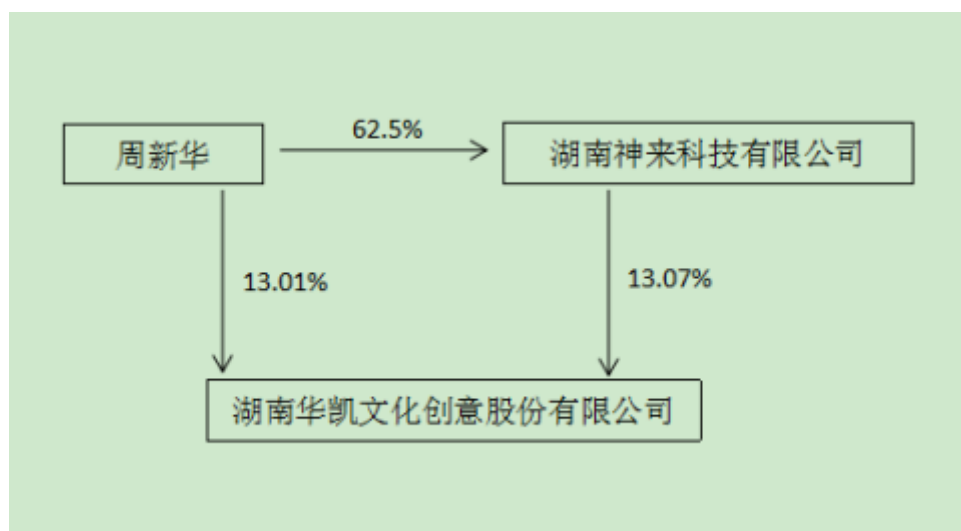 62.5%
周新华
湖南神来科技有限公司
13.01%
13.07%
湖南华凯文化创意股份有限公司